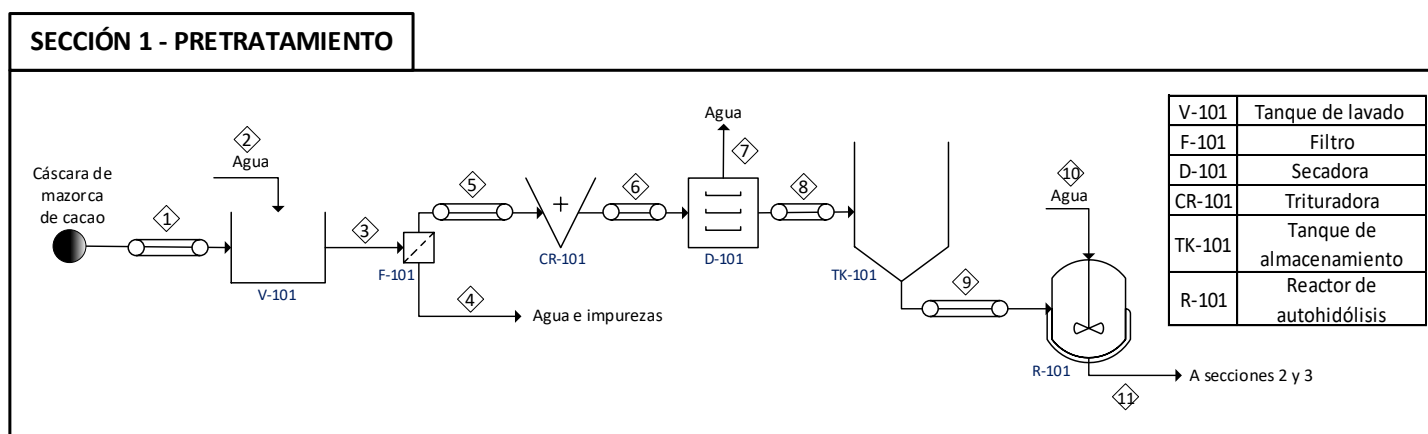 SECCIÓN 1 - PRETRATAMIENTO
Cáscara de
mazorca
de cacao
1
2
Agua
V-101
3
F-101
4
Agua e impurezas
5
CR-101
6
Agua
7
D-101
8
TK-101
9
10
Agua
R-101
11
A secciones 2 y 3
V-101 Tanque de lavado
F-101 Filtro
D-101 Secadora
CR-101 Trituradora
TK-101 Tanque de
almacenamiento
R-101 Reactor de
autohidólisis